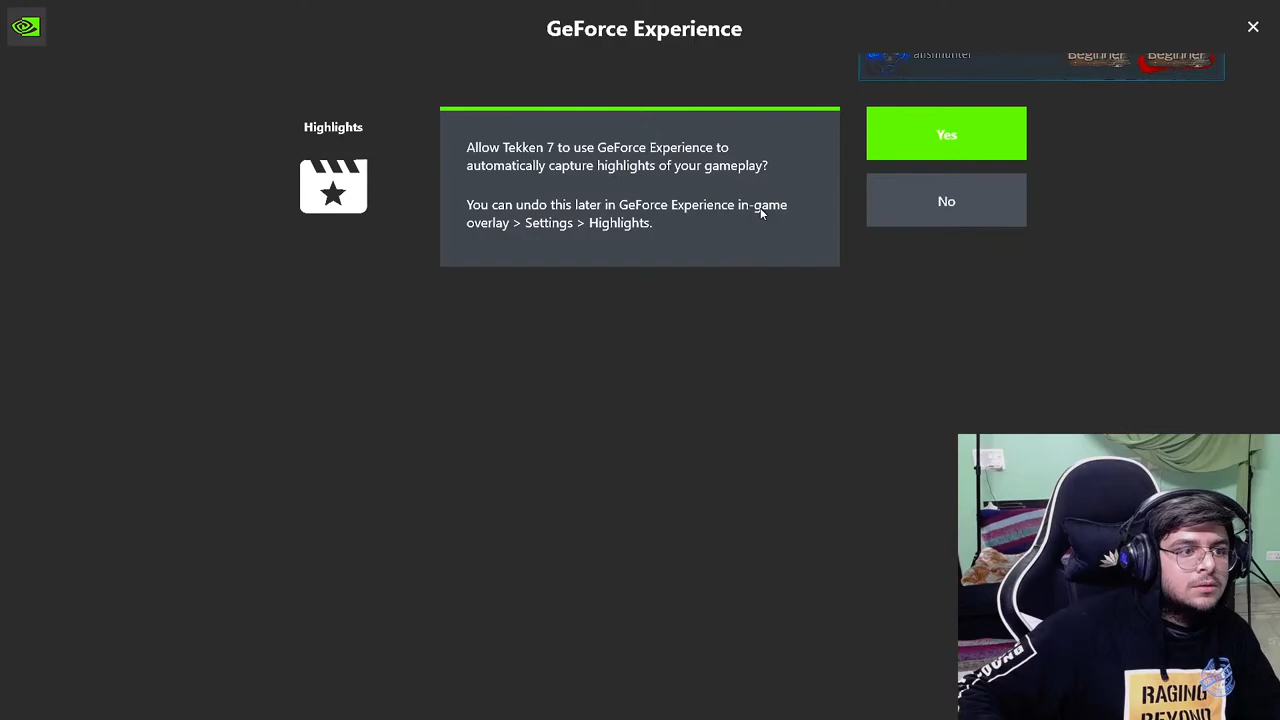 GeForce Experience
Beginner
Beginner
Highlights
Allow Tekken 7 to use GeForce Experience to
automatically capture highlights of your gameplay?
You can undo this later in GeForce Experience in-game
overlay > Settings > Highlights.
Yes
No
RAGING
BEYOND